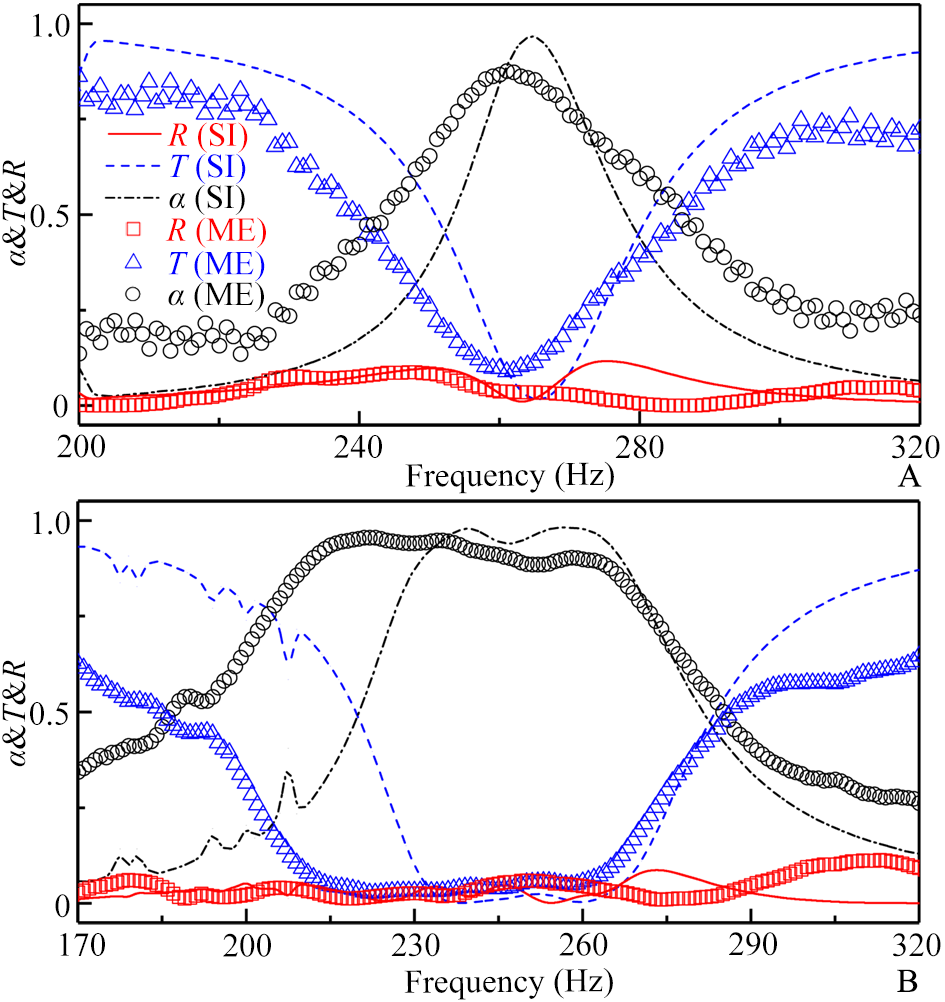 1.0
0.5
0
α&T&R
R (SI)
T (SI)
α (SI)
R (ME)
T (ME)
α (ME)
200 240 280 320
Frequency (Hz) A
1.0
0.5
0
α&T&R
170 200 230 260 290 320
Frequency (Hz) B